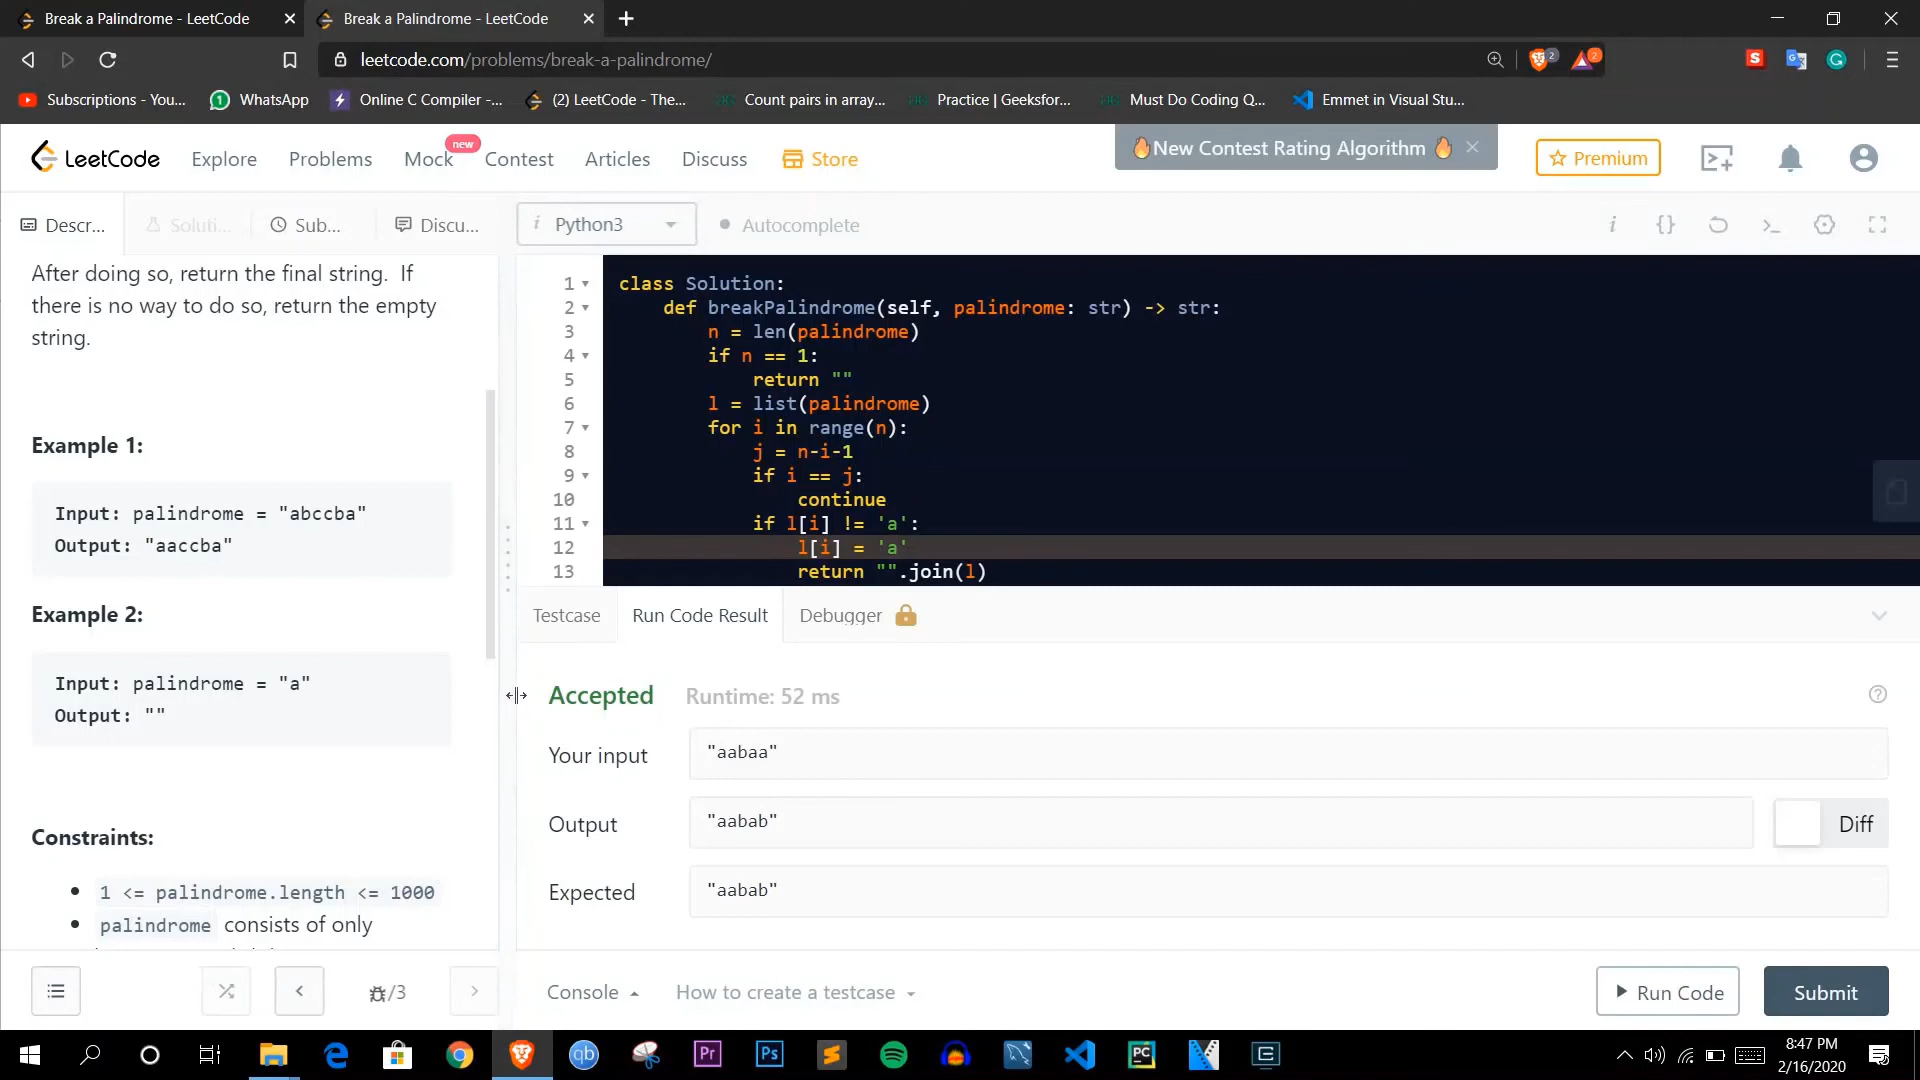 Break a Palindrome - LeetCode
Break a Palindrome - LeetCode
leetcode.com/problems/break-a-palindrome/
2
2
Subscriptions - You...
WhatsApp
Online C Compiler -...
(2) LeetCode - The...
Count pairs in array...
Practice | Geeksfor...
Must Do Coding Q...
Emmet in Visual Stu...
LeetCode
Explore
Problems
Mock
new
Contest
Articles
Discuss
Store
🔥New Contest Rating Algorithm 🔥
Premium
Descr...
Soluti...
Sub...
Discu...
i Python3
Autocomplete
After doing so, return the final string. If
there is no way to do so, return the empty
string.
Example 1:
Input: palindrome = "abccba"
Output: "aaccba"
Example 2:
Input: palindrome = "a"
Output: ""
Constraints:
1 <= palindrome.length <= 1000
palindrome consists of only
1 class Solution:
2 def breakPalindrome(self, palindrome: str) -> str:
3 n = len(palindrome)
4 if n == 1:
5 return ""
6 l = list(palindrome)
7 for i in range(n):
8 j = n-i-1
9 if i == j:
10 continue
11 if l[i] != 'a':
12 l[i] = 'a'
13 return "".join(l)
Testcase
Run Code Result
Debugger
Accepted
Runtime: 52 ms
Your input
"aabaa"
Output
"aabab"
Diff
Expected
"aabab"
/3
Console
How to create a testcase
Run Code
Submit
8:47 PM
2/16/2020